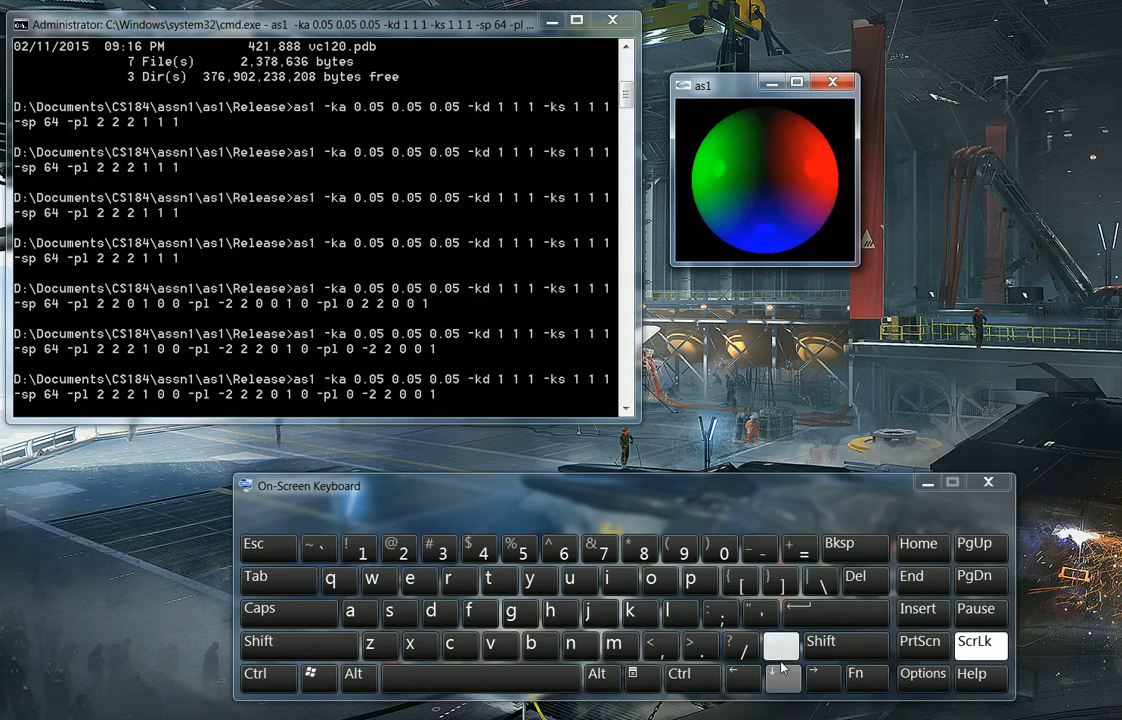 Administrator: C:\Windows\system32\cmd.exe - as1 -ka 0.05 0.05 0.05 -kd 1 1 1 -ks 1 1 1 -sp 64 -pl ...
02/11/2015 09:16 PM 421,888 vc120.pdb
7 File(s) 2,378,636 bytes
3 Dir(s) 376,902,238,208 bytes free
D:\Documents\CS184\assn1\as1\Release>as1 -ka 0.05 0.05 0.05 -kd 1 1 1 -ks 1 1 1
-sp 64 -pl 2 2 2 1 1 1
D:\Documents\CS184\assn1\as1\Release>as1 -ka 0.05 0.05 0.05 -kd 1 1 1 -ks 1 1 1
-sp 64 -pl 2 2 2 1 1 1
D:\Documents\CS184\assn1\as1\Release>as1 -ka 0.05 0.05 0.05 -kd 1 1 1 -ks 1 1 1
-sp 64 -pl 2 2 2 1 1 1
D:\Documents\CS184\assn1\as1\Release>as1 -ka 0.05 0.05 0.05 -kd 1 1 1 -ks 1 1 1
-sp 64 -pl 2 2 2 1 1 1
D:\Documents\CS184\assn1\as1\Release>as1 -ka 0.05 0.05 0.05 -kd 1 1 1 -ks 1 1 1
-sp 64 -pl 2 2 0 1 0 0 -pl -2 2 0 0 1 0 -pl 0 2 2 0 0 1
D:\Documents\CS184\assn1\as1\Release>as1 -ka 0.05 0.05 0.05 -kd 1 1 1 -ks 1 1 1
-sp 64 -pl 2 2 2 1 0 0 -pl -2 2 2 0 1 0 -pl 0 -2 2 0 0 1
D:\Documents\CS184\assn1\as1\Release>as1 -ka 0.05 0.05 0.05 -kd 1 1 1 -ks 1 1 1
-sp 64 -pl 2 2 2 1 0 0 -pl -2 2 2 0 1 0 -pl 0 -2 2 0 0 1
as1
On-Screen Keyboard
Esc ~ ` ! 1 @ 2 # 3 $ 4 % 5 ^ 6 & 7 * 8 ( 9 ) 0 _ - + = Bksp Home PgUp
Tab q w e r t y u i o p { [ } ] | \ Del End PgDn
Caps a s d f g h j k l : ; " ' Insert Pause
Shift z x c v b n m < , > . ? / Shift PrtScn ScrLk
Ctrl Alt Alt Ctrl ← ↓ → Fn Options Help